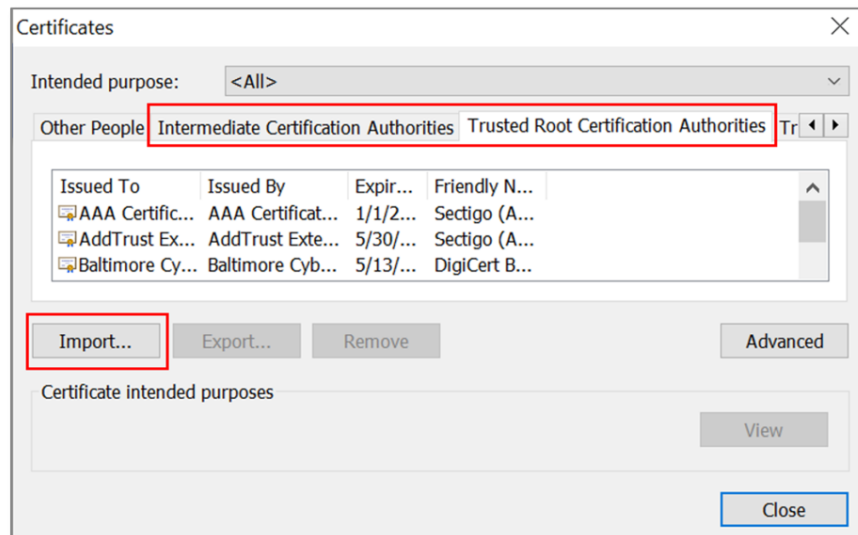 Certificates
Intended purpose: <All>
Other People Intermediate Certification Authorities Trusted Root Certification Authorities Tr
Issued To Issued By Expir... Friendly N...
AAA Certific... AAA Certificat... 1/1/2... Sectigo (A...
AddTrust Ex... AddTrust Exte... 5/30/... Sectigo (A...
Baltimore Cy... Baltimore Cyb... 5/13/... DigiCert B...
Import... Export... Remove Advanced
Certificate intended purposes
View
Close